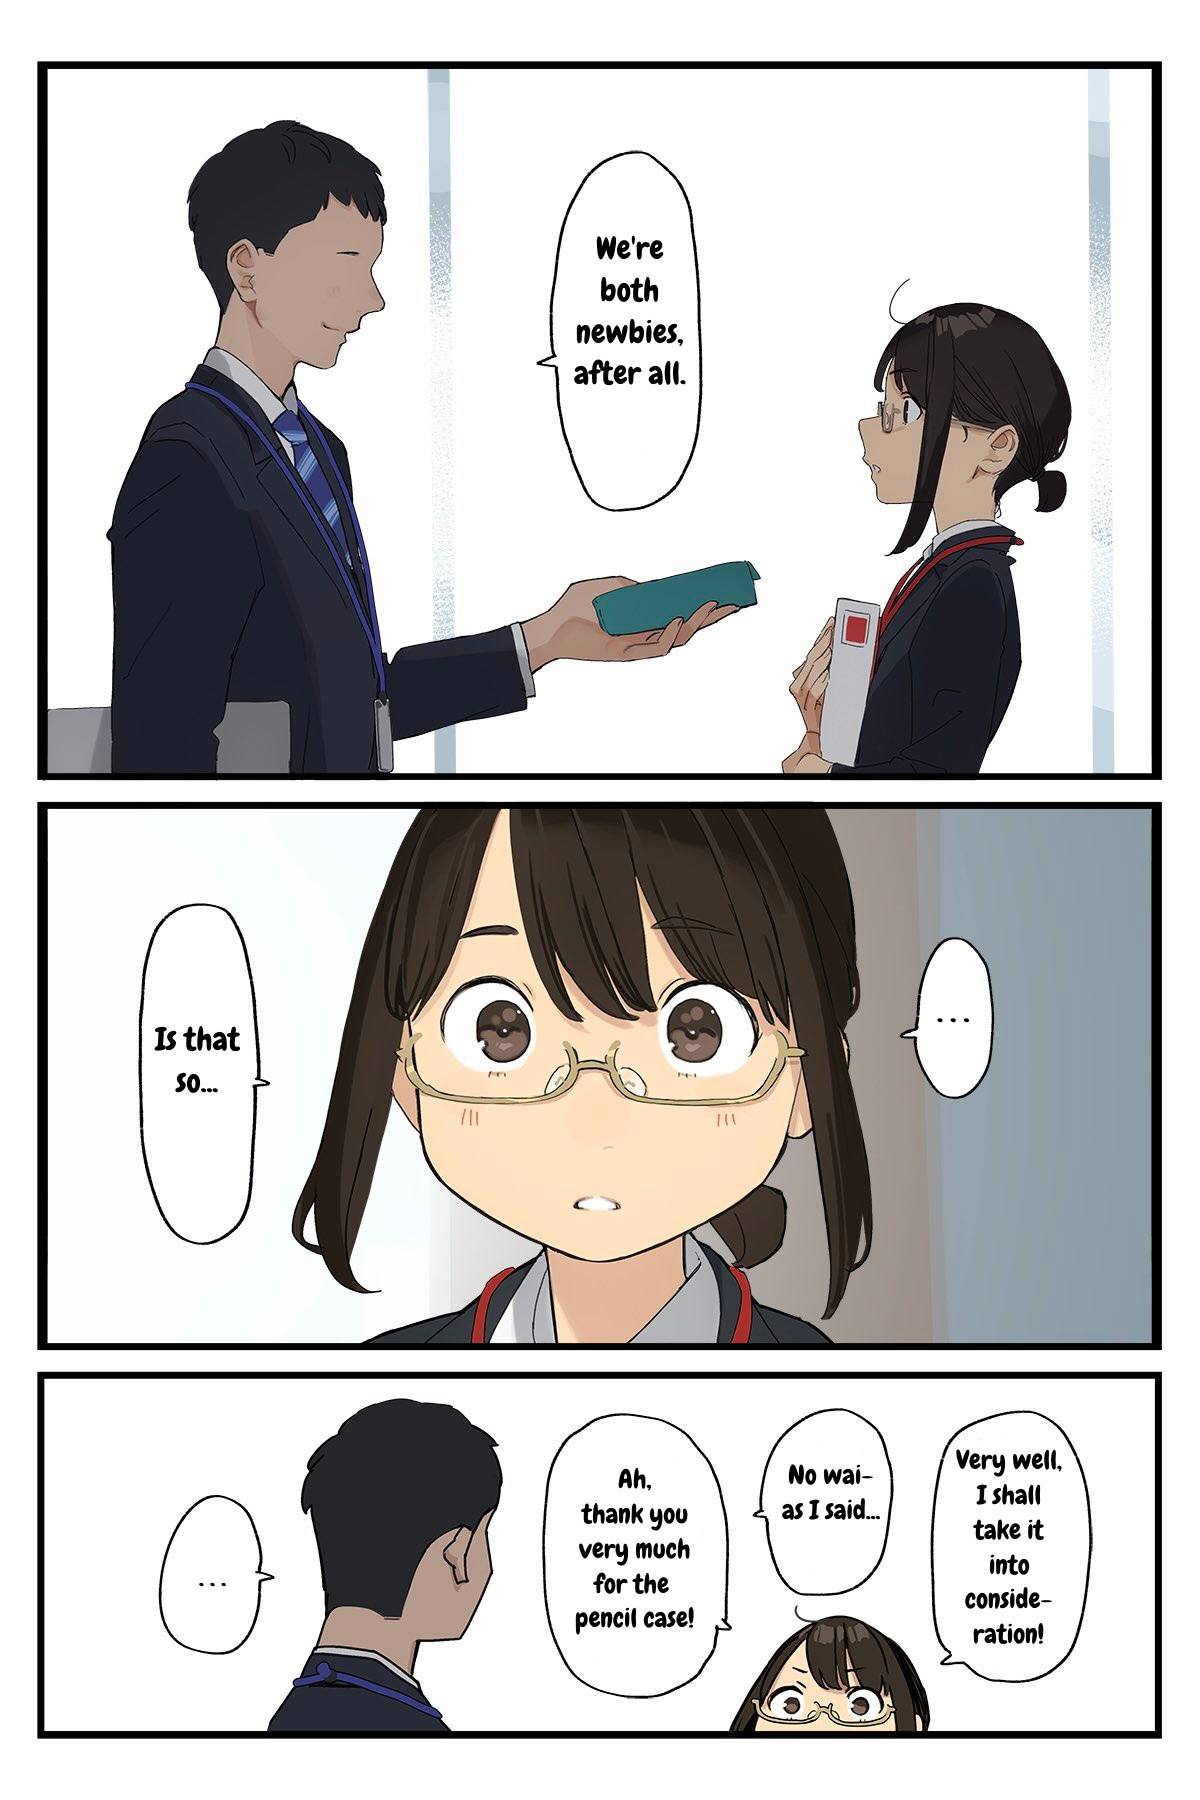 We're
both
newbies,
after all.
...
Is that
so...
Very well,
I shall
take it
into
conside-
ration!
No wai-
as I said...
Ah,
thank you
very much
for the
pencil case!
...